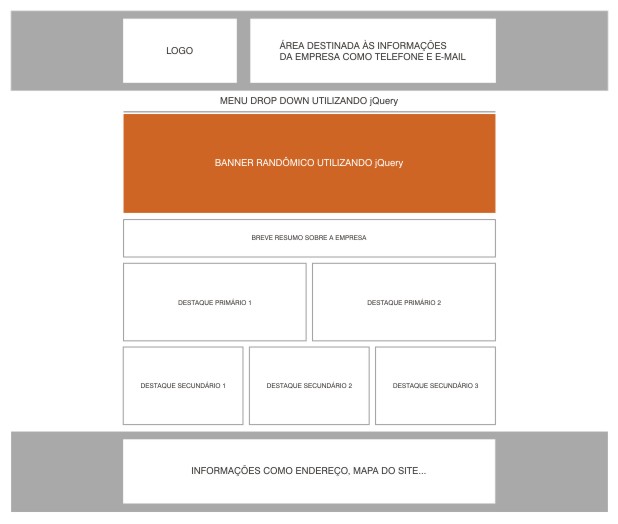 LOGO
ÁREA DESTINADA ÀS INFORMAÇÕES
DA EMPRESA COMO TELEFONE E E-MAIL
MENU DROP DOWN UTILIZANDO jQuery
BANNER RANDÔMICO UTILIZANDO jQuery
BREVE RESUMO SOBRE A EMPRESA
DESTAQUE PRIMÁRIO 1
DESTAQUE PRIMÁRIO 2
DESTAQUE SECUNDÁRIO 1
DESTAQUE SECUNDÁRIO 2
DESTAQUE SECUNDÁRIO 3
INFORMAÇÕES COMO ENDEREÇO, MAPA DO SITE...